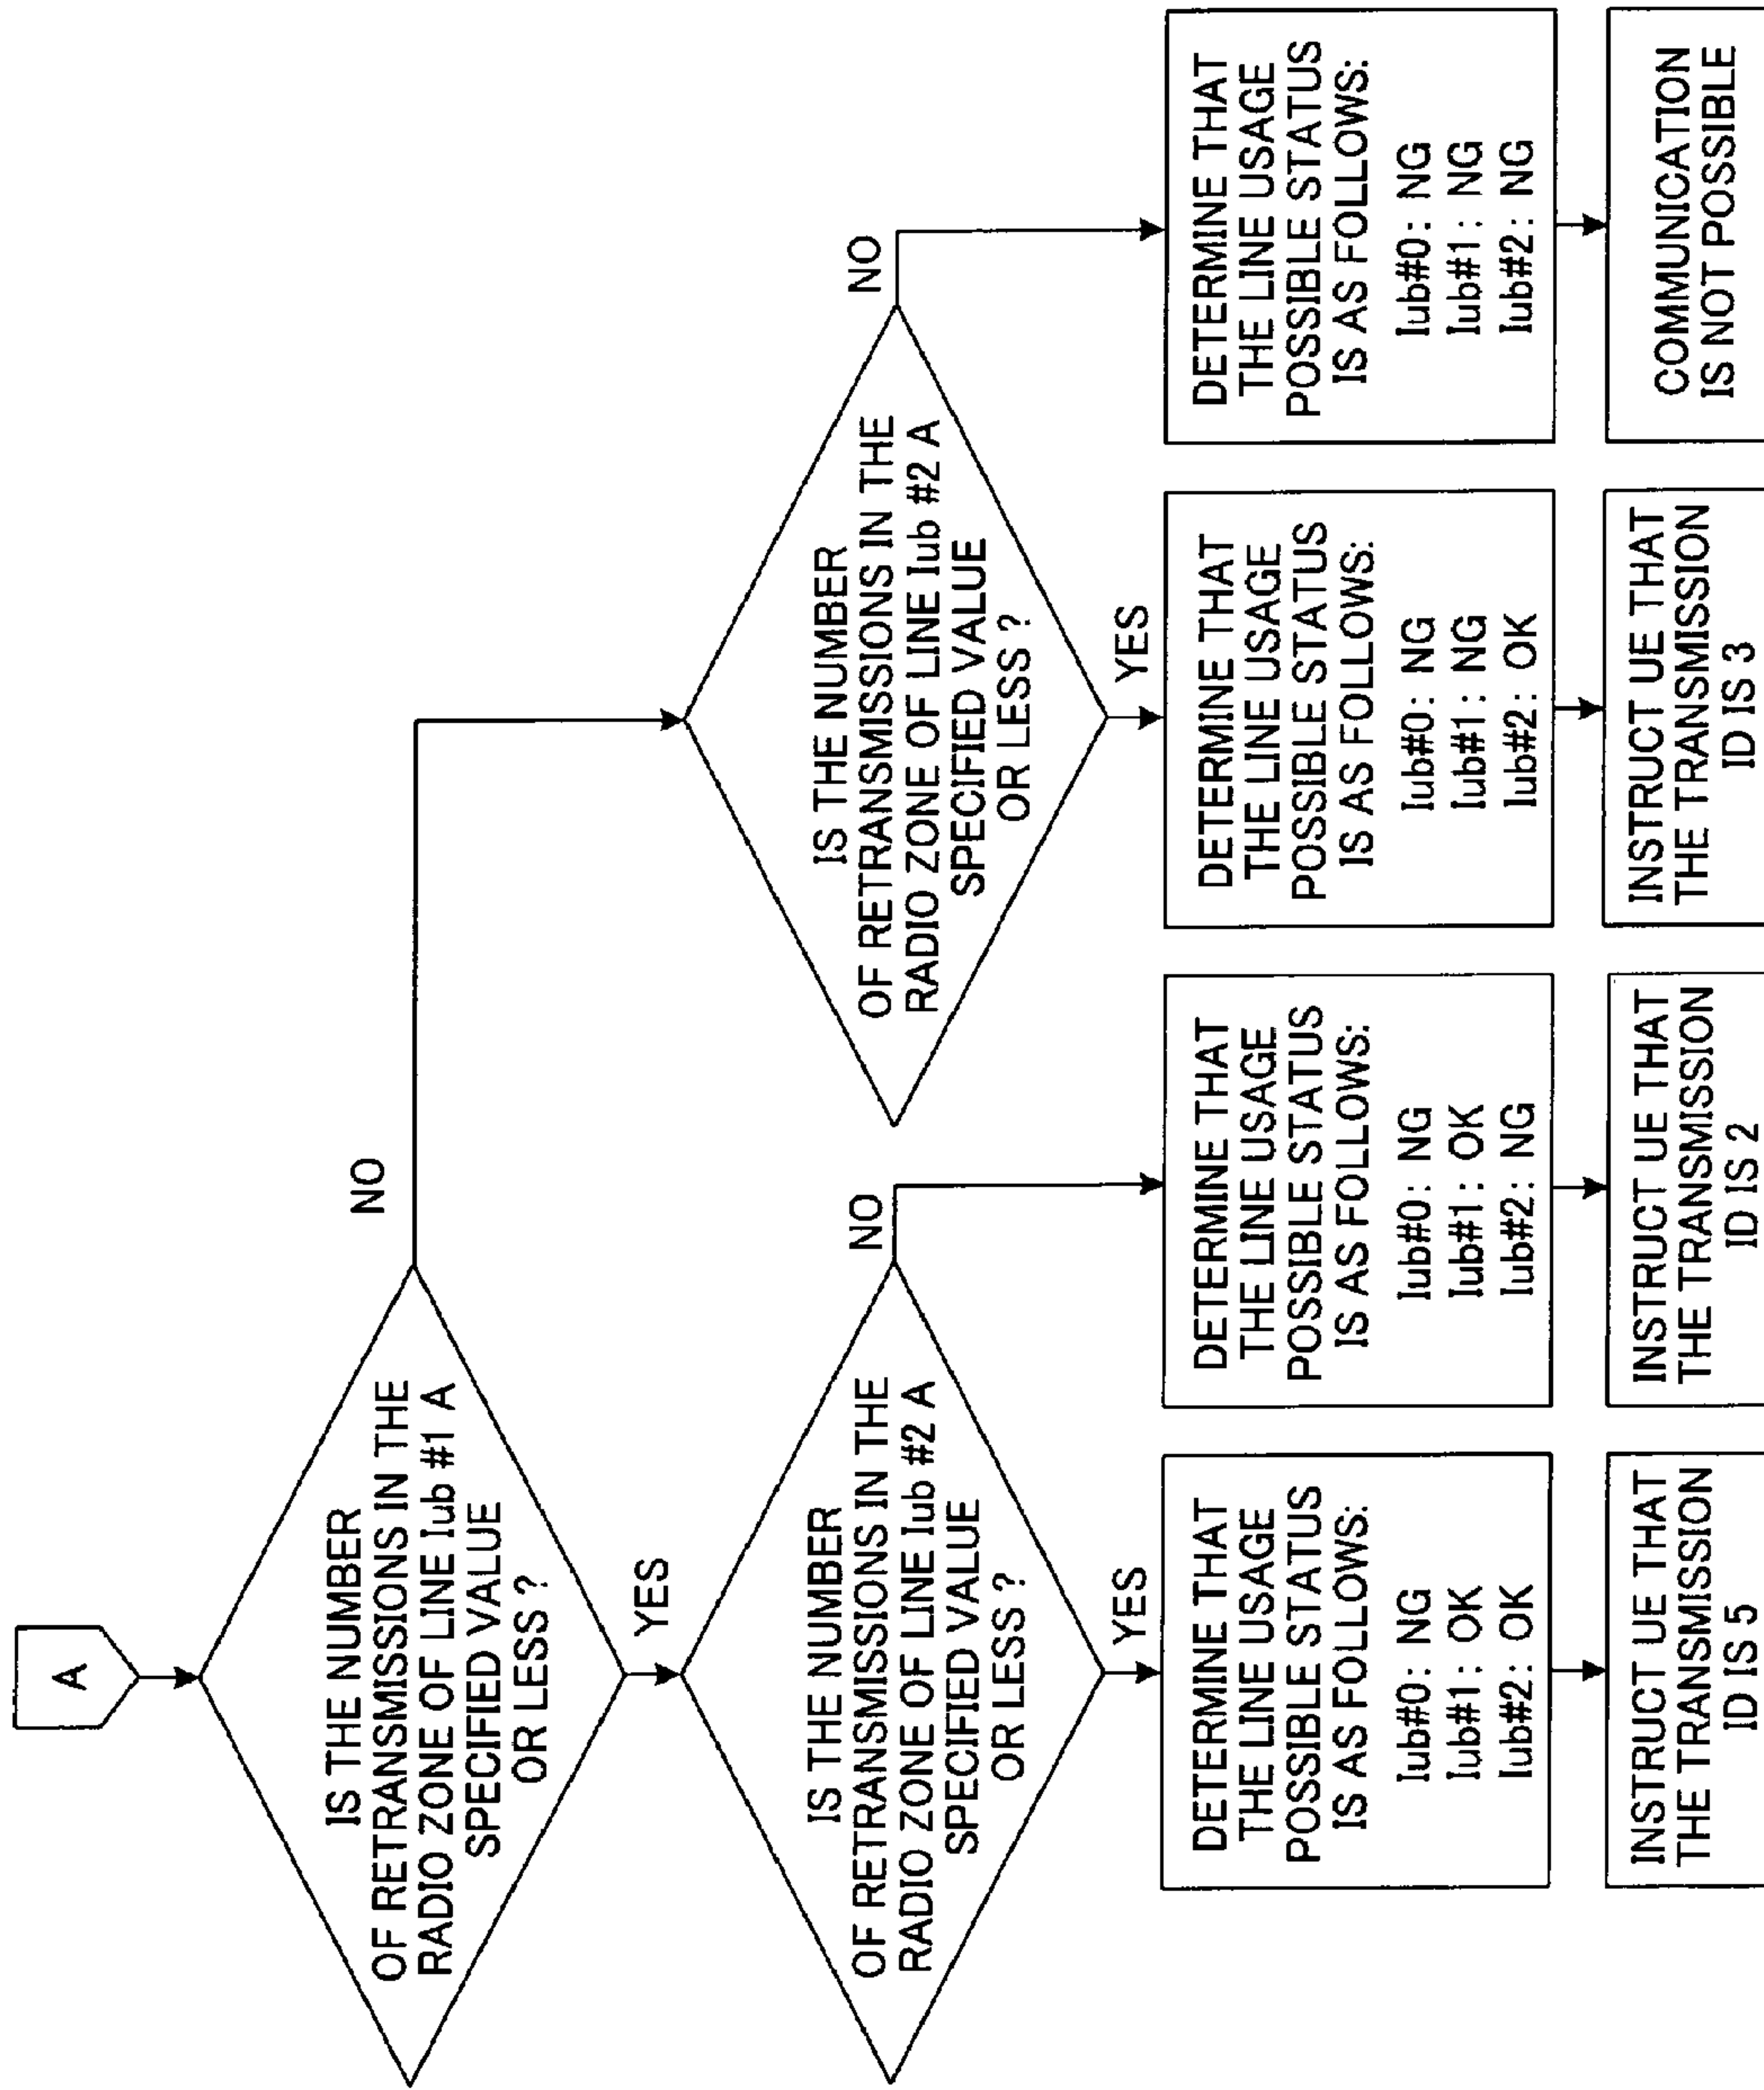 A
IS THE NUMBER
OF RETRANSMISSIONS IN THE
RADIO ZONE OF LINE Iub #1 A
SPECIFIED VALUE
OR LESS ?
NO
YES
IS THE NUMBER
OF RETRANSMISSIONS IN THE
RADIO ZONE OF LINE Iub #2 A
SPECIFIED VALUE
OR LESS ?
NO
YES
IS THE NUMBER
OF RETRANSMISSIONS IN THE
RADIO ZONE OF LINE Iub #2 A
SPECIFIED VALUE
OR LESS ?
NO
YES
DETERMINE THAT
THE LINE USAGE
POSSIBLE STATUS
IS AS FOLLOWS:
Iub#0: NG
Iub#1: OK
Iub#2: OK
DETERMINE THAT
THE LINE USAGE
POSSIBLE STATUS
IS AS FOLLOWS:
Iub#0: NG
Iub#1: OK
Iub#2: NG
DETERMINE THAT
THE LINE USAGE
POSSIBLE STATUS
IS AS FOLLOWS:
Iub#0: NG
Iub#1: NG
Iub#2: OK
DETERMINE THAT
THE LINE USAGE
POSSIBLE STATUS
IS AS FOLLOWS:
Iub#0: NG
Iub#1: NG
Iub#2: NG
INSTRUCT UE THAT
THE TRANSMISSION
ID IS 5
INSTRUCT UE THAT
THE TRANSMISSION
ID IS 2
INSTRUCT UE THAT
THE TRANSMISSION
ID IS 3
COMMUNICATION
IS NOT POSSIBLE